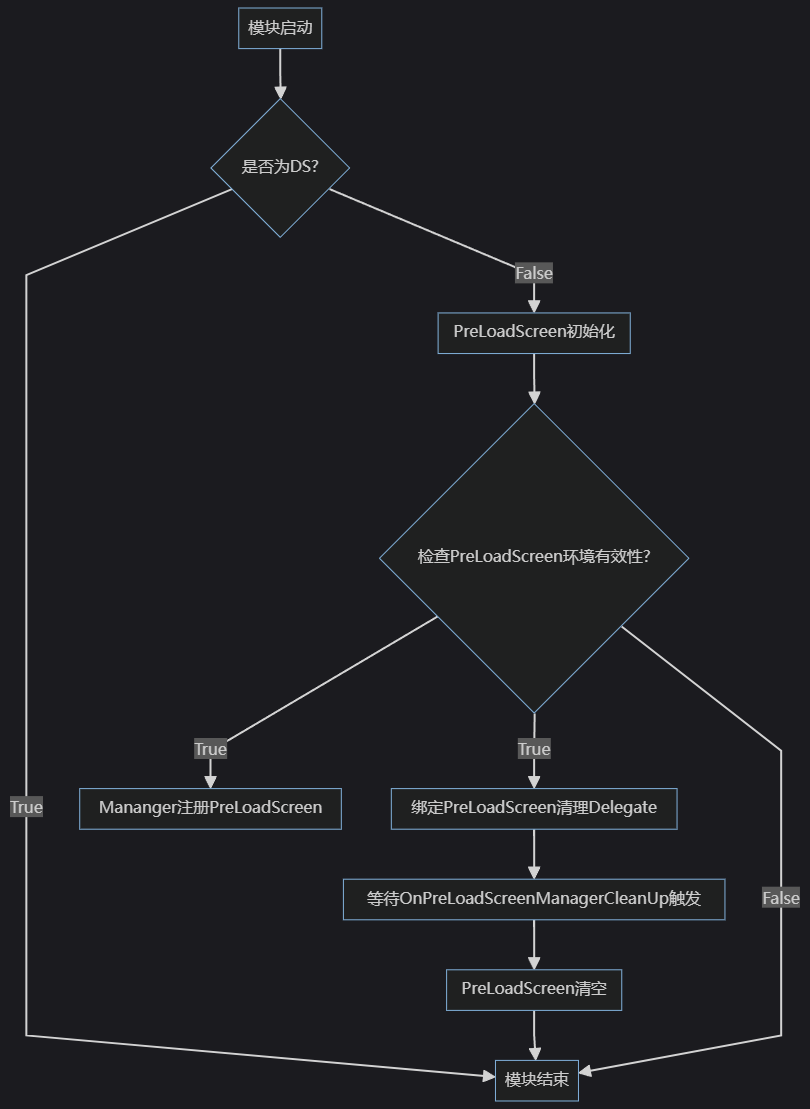 模块启动
是否为DS?
False
PreLoadScreen初始化
检查PreLoadScreen环境有效性?
True
True
Mananger注册PreLoadScreen
绑定PreLoadScreen清理Delegate
True
等待OnPreLoadScreenManagerCleanUp触发
False
PreLoadScreen清空
模块结束